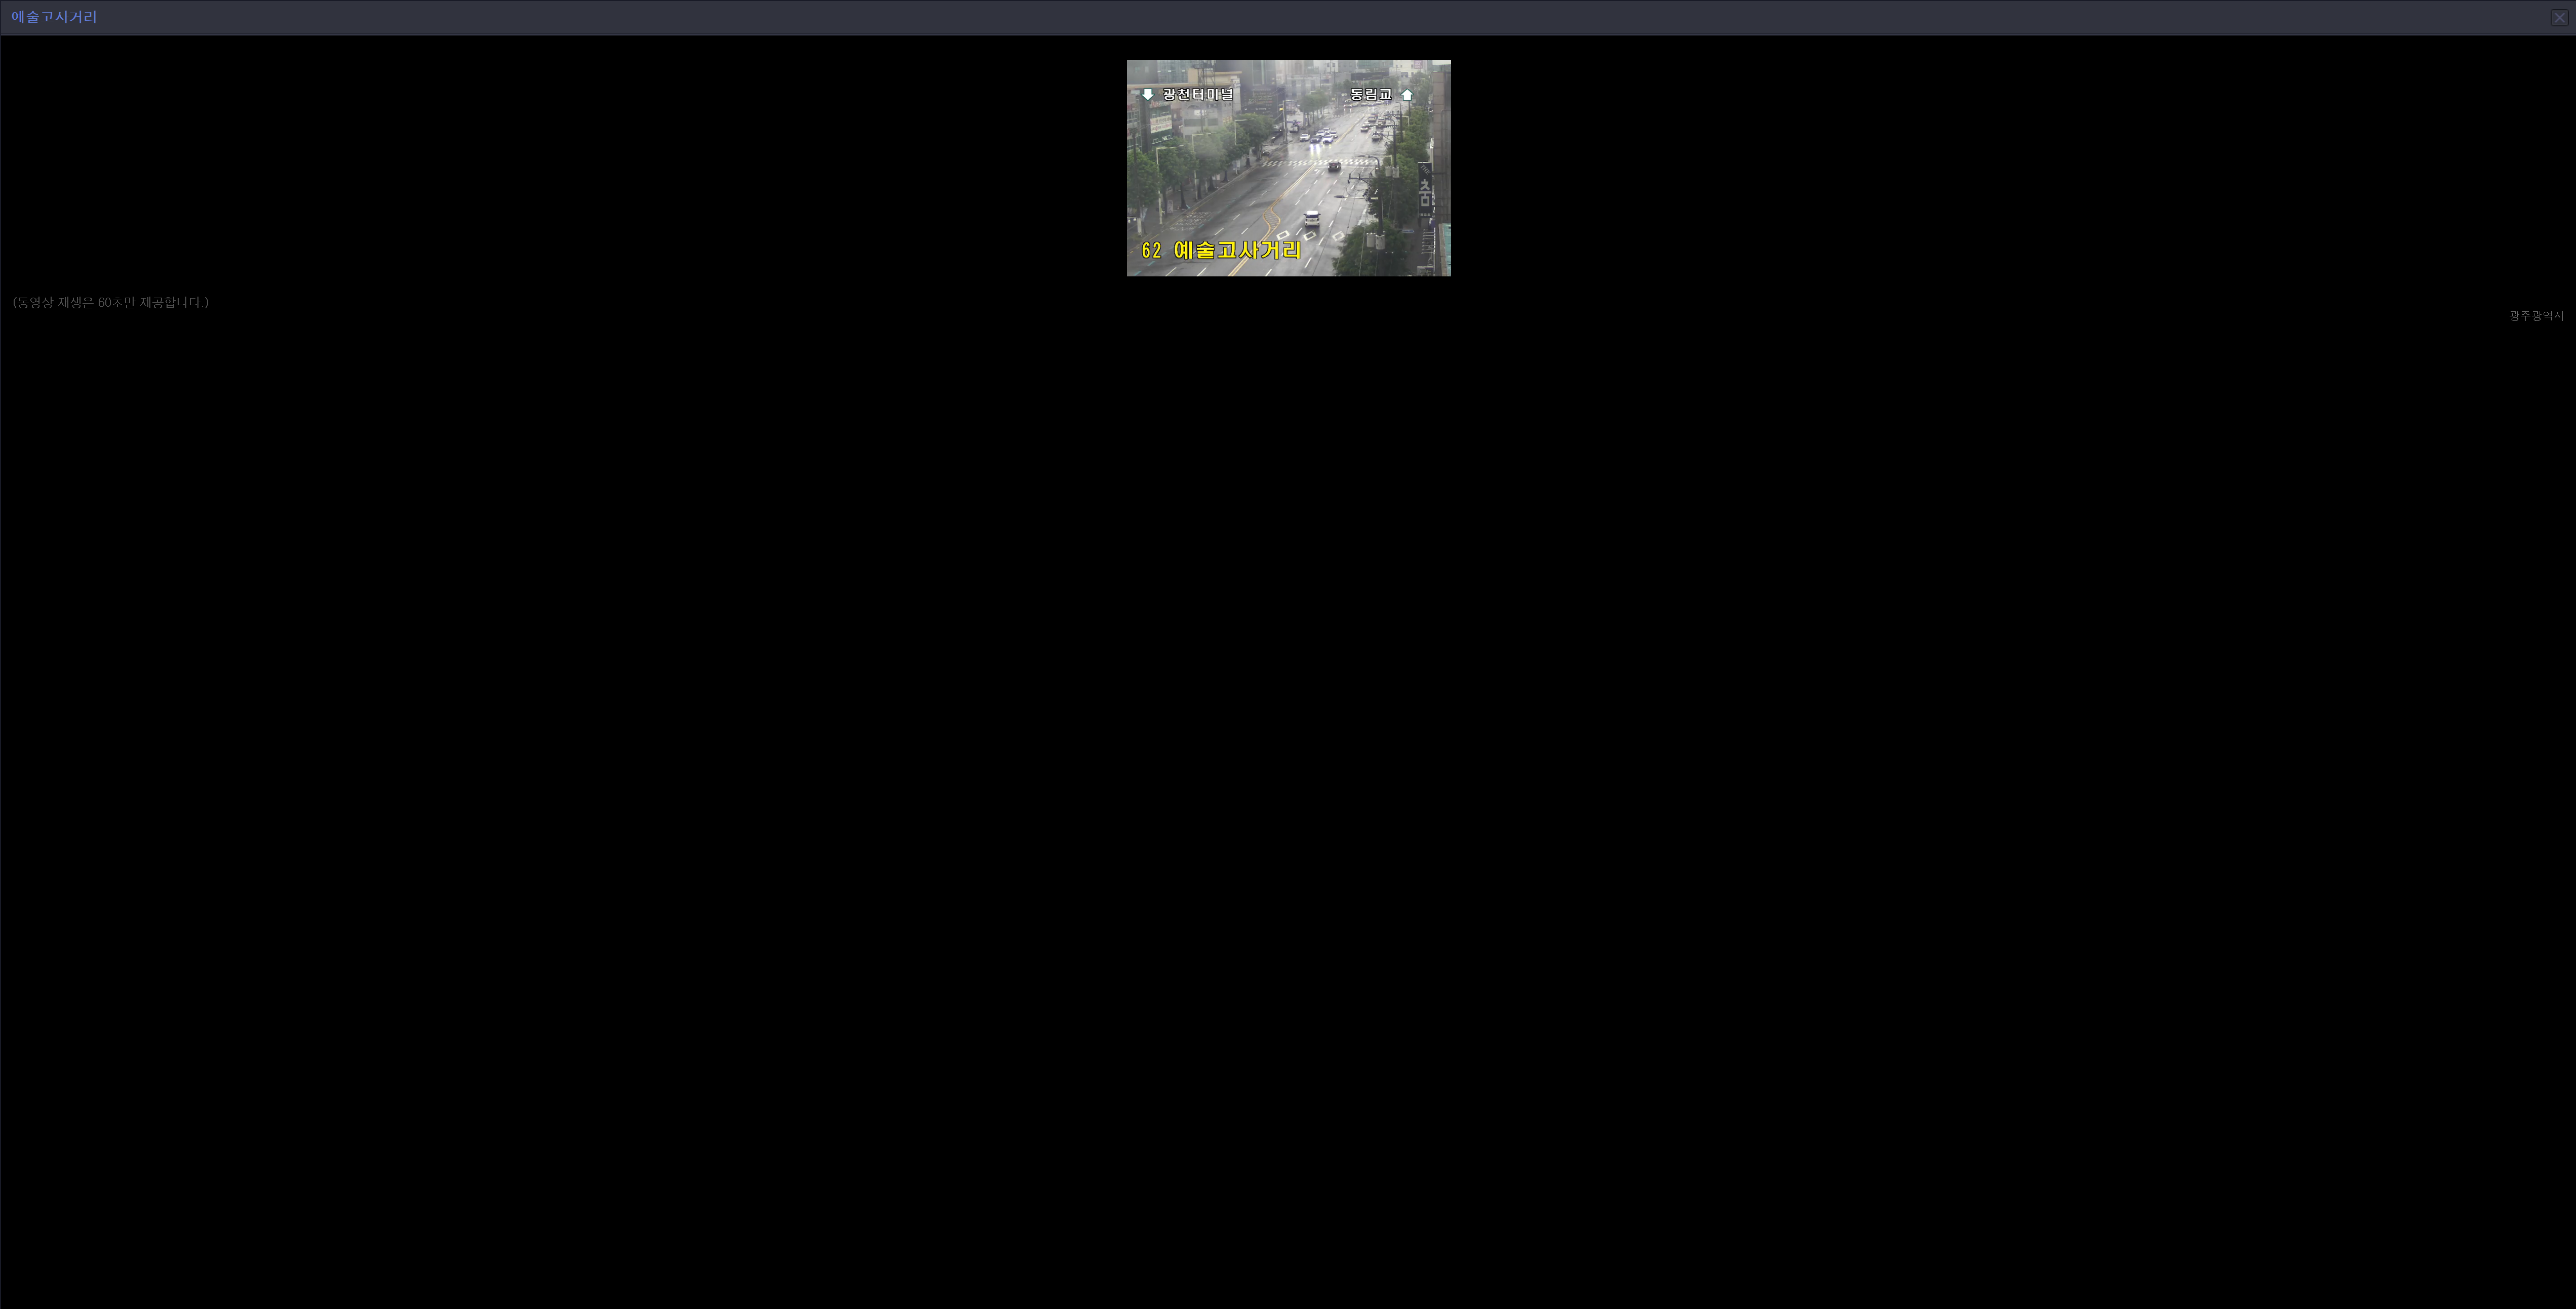 예술고사거리
광천터미널
동림교
춤
62 예술고사거리
(동영상 재생은 60초만 제공합니다.)
광주광역시